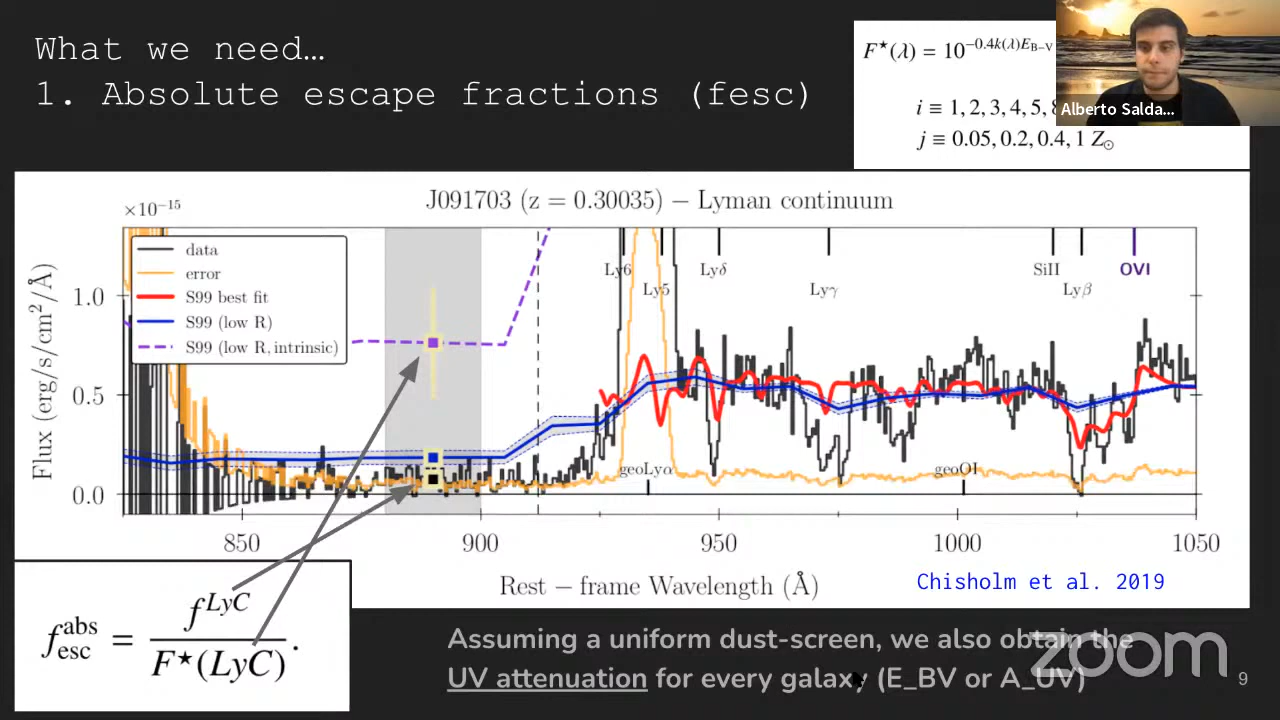 What we need…
1. Absolute escape fractions (fesc)
F★(λ) = 10^−0.4k(λ)E_B−V
i ≡ 1, 2, 3, 4, 5,
j ≡ 0.05, 0.2, 0.4, 1 Z⊙
Alberto Salda...
J091703 (z = 0.30035) − Lyman continuum
×10^−15
data
error
S99 best fit
S99 (low R)
S99 (low R, intrinsic)
Ly6
Ly5
Lyδ
Lyγ
SiII
Lyβ
OVI
geoLyα
geoOI
Flux (erg/s/cm²/Å)
1.0
0.5
0.0
850
900
950
1000
1050
Rest − frame Wavelength (Å)
Chisholm et al. 2019
f_esc^abs = f^LyC / F★(LyC).
Assuming a uniform dust-screen, we also obtain the
UV attenuation for every galaxy (E_BV or A_UV)
zoom
9